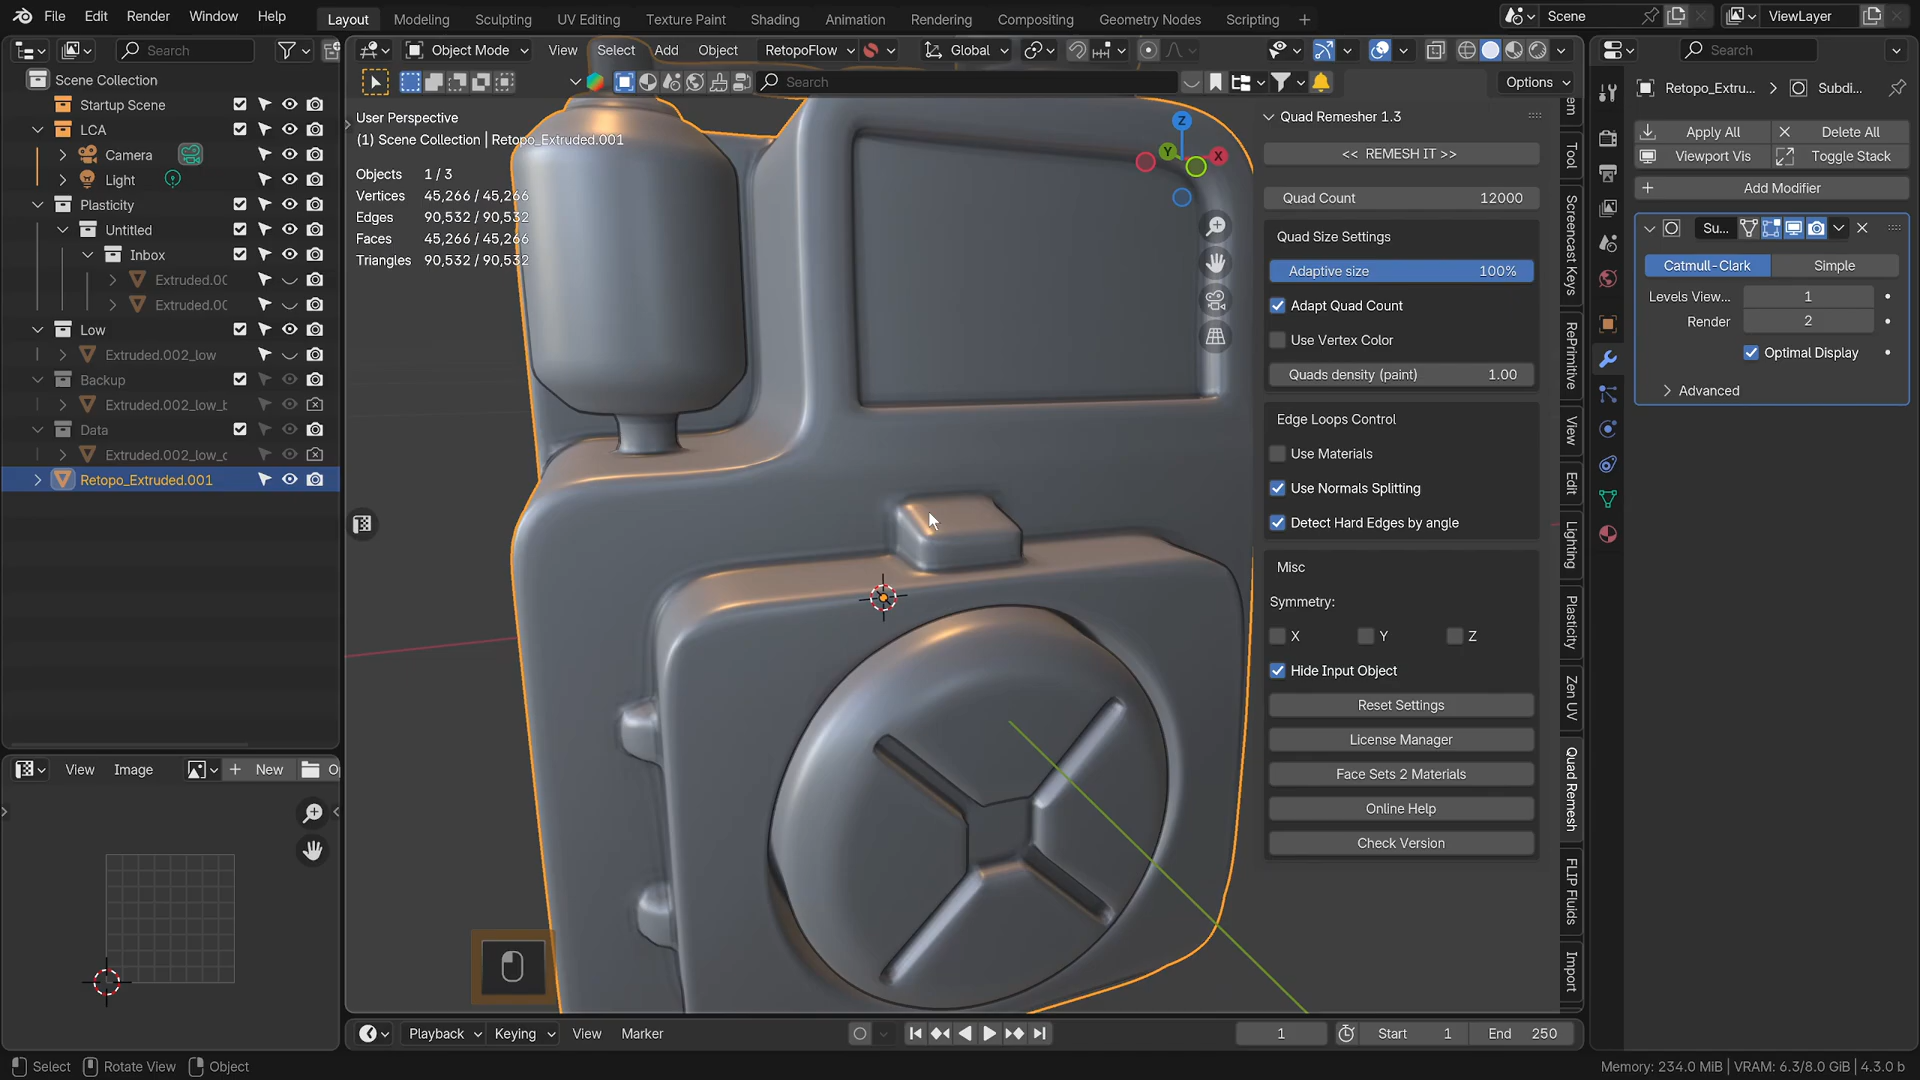 File Edit Render Window Help
Layout Modeling Sculpting UV Editing Texture Paint Shading Animation Rendering Compositing Geometry Nodes Scripting +
Scene
ViewLayer
Search
Object Mode View Select Add Object RetopoFlow Global
Search
Search
Options
Scene Collection
Startup Scene
LCA
Camera
Light
Plasticity
Untitled
Inbox
Extruded.00
Extruded.00
Low
Extruded.002_low
Backup
Extruded.002_low_b
Data
Extruded.002_low_c
Retopo_Extruded.001
User Perspective
(1) Scene Collection | Retopo_Extruded.001
Objects 1 / 3
Vertices 45,266 / 45,266
Edges 90,532 / 90,532
Faces 45,266 / 45,266
Triangles 90,532 / 90,532
Z
Y
X
Quad Remesher 1.3
<< REMESH IT >>
Quad Count 12000
Quad Size Settings
Adaptive size 100%
Adapt Quad Count
Use Vertex Color
Quads density (paint) 1.00
Edge Loops Control
Use Materials
Use Normals Splitting
Detect Hard Edges by angle
Misc
Symmetry:
X Y Z
Hide Input Object
Reset Settings
License Manager
Face Sets 2 Materials
Online Help
Check Version
Tool
Screencast Keys
RePrimitive
View
Edit
Lighting
Plasticity
Zen UV
Quad Remesh
FLIP Fluids
Import
Retopo_Extru... > Subdi...
Apply All Delete All
Viewport Vis Toggle Stack
Add Modifier
Su...
Catmull-Clark Simple
Levels View... 1
Render 2
Optimal Display
Advanced
View Image New O
Playback Keying View Marker
1 Start 1 End 250
Select Rotate View Object
Memory: 234.0 MiB | VRAM: 6.3/8.0 GiB | 4.3.0 b